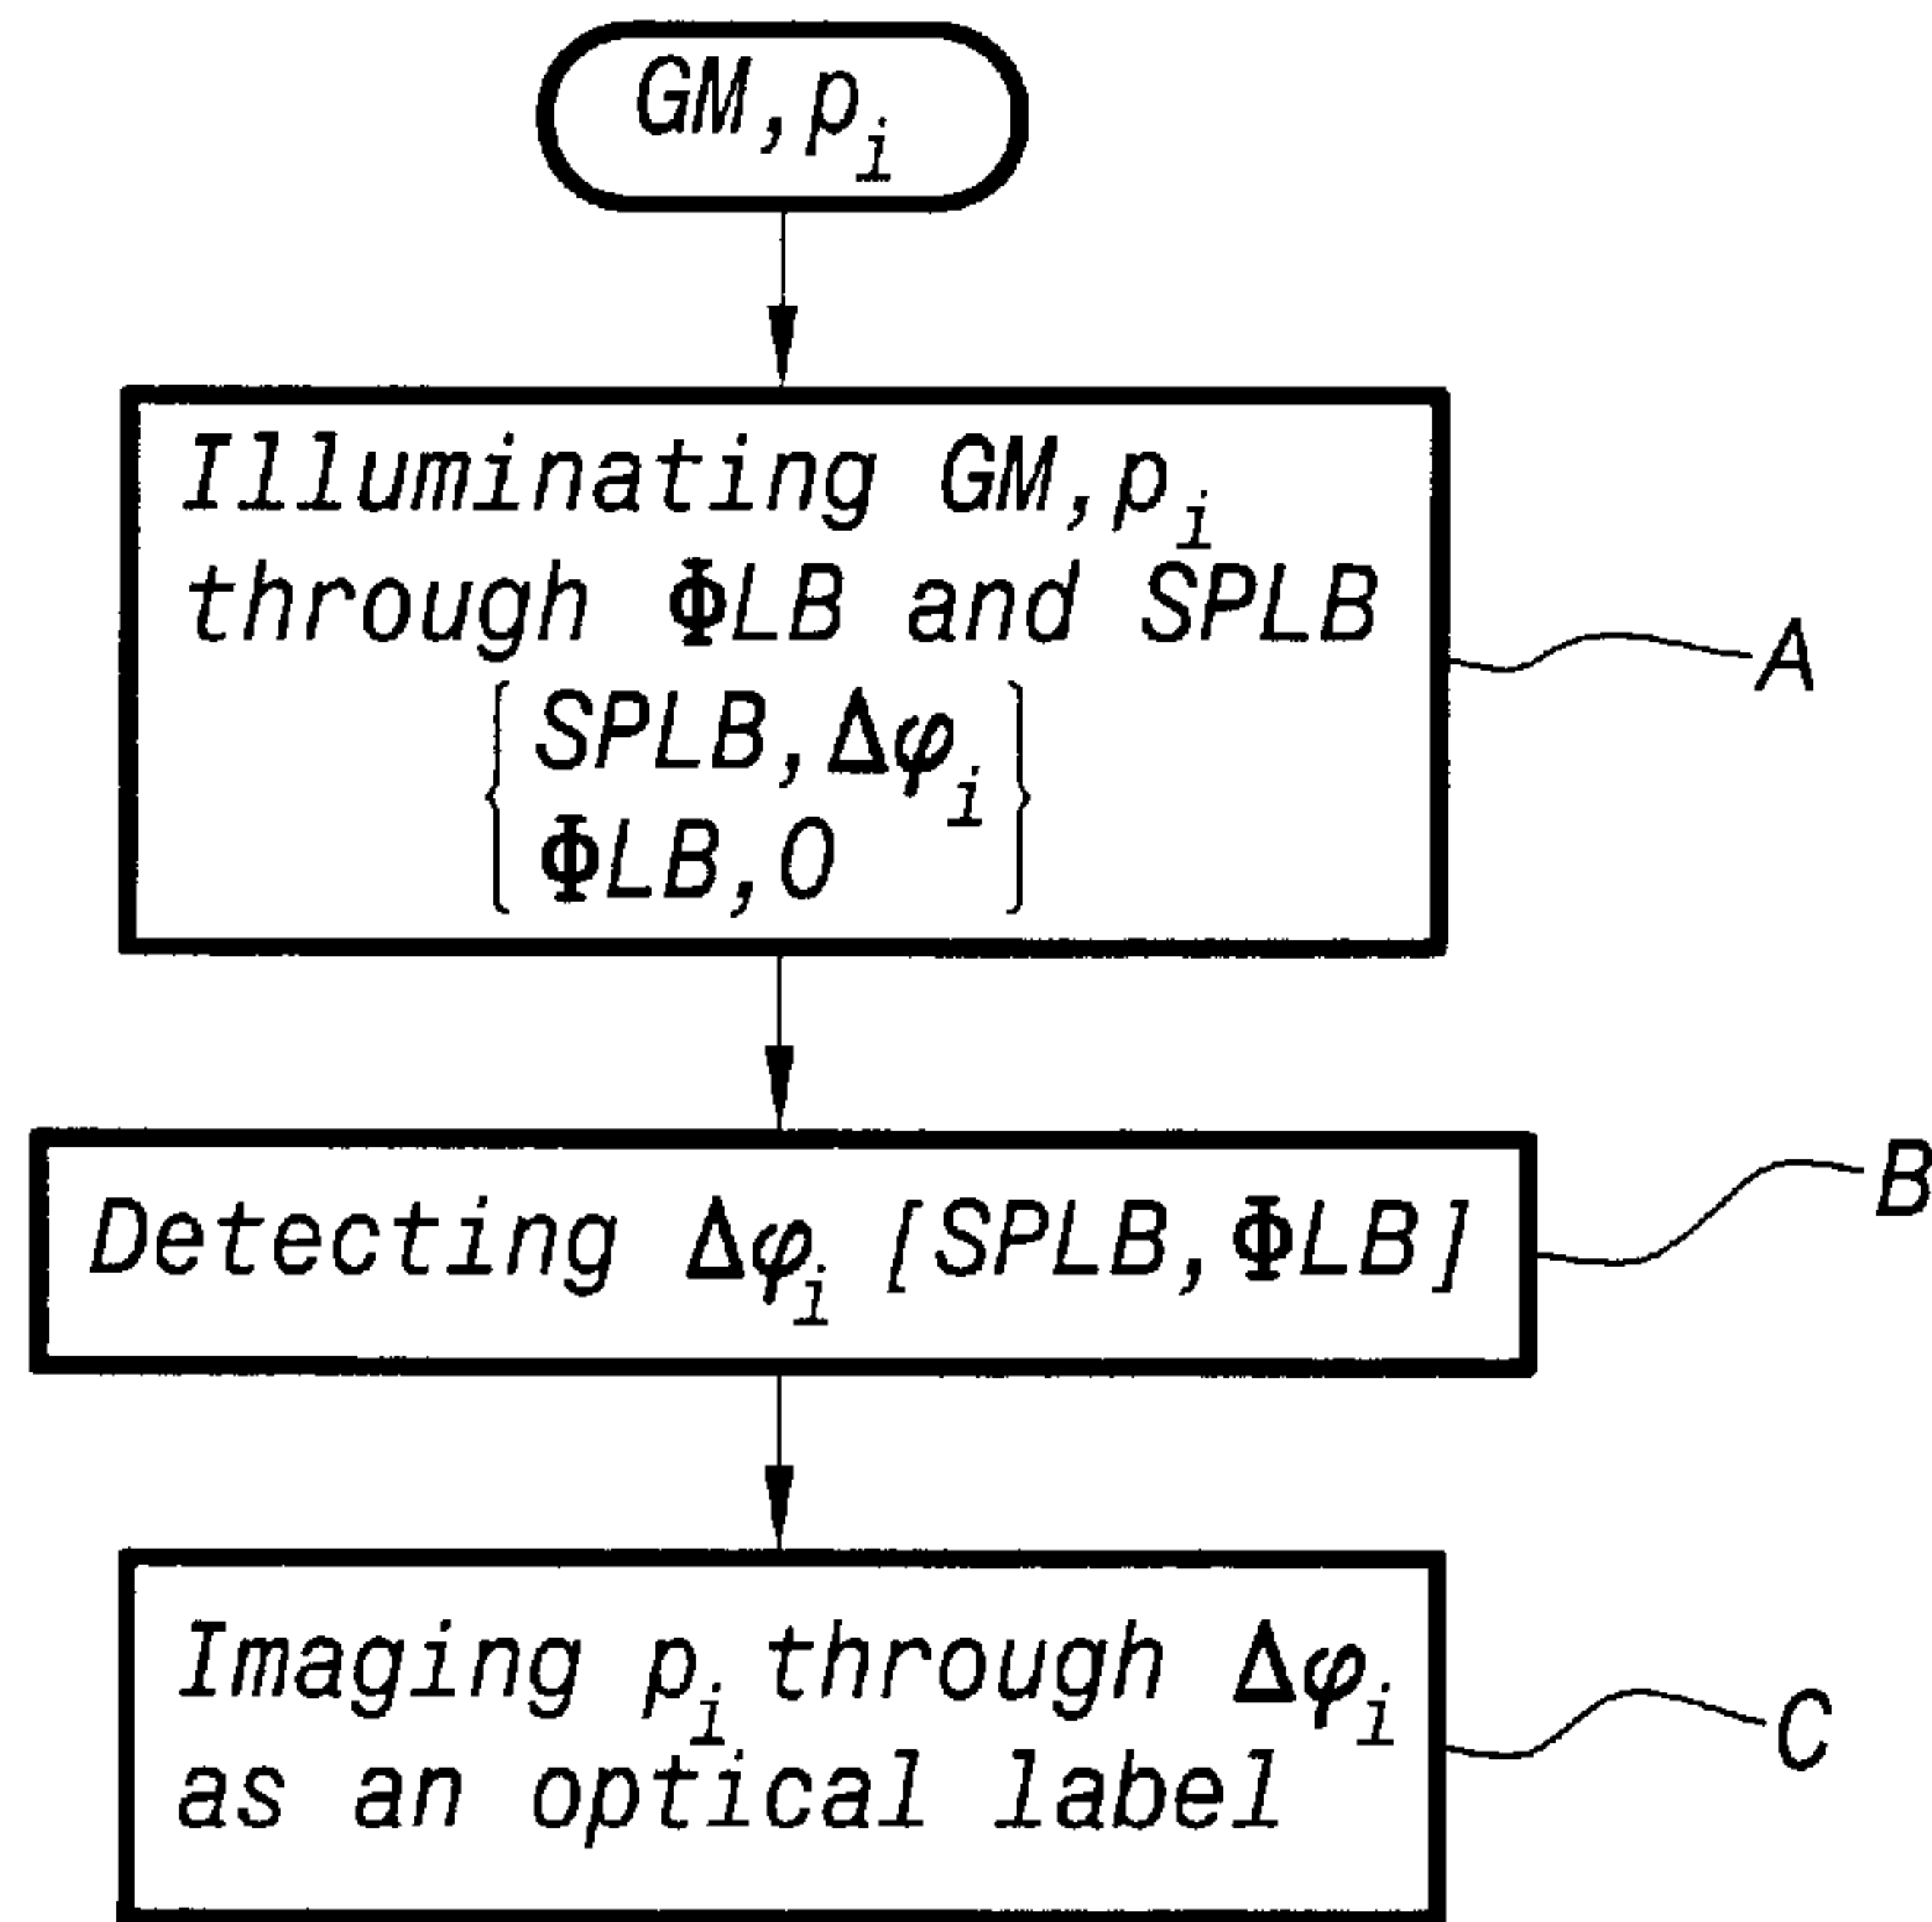 GM,pᵢ
Illuminating GM,pᵢ
through ΦLB and SPLB
SPLB,Δφᵢ
ΦLB,0
A
Detecting Δφᵢ [SPLB,ΦLB]
B
Imaging pᵢ through Δφᵢ
as an optical label
C